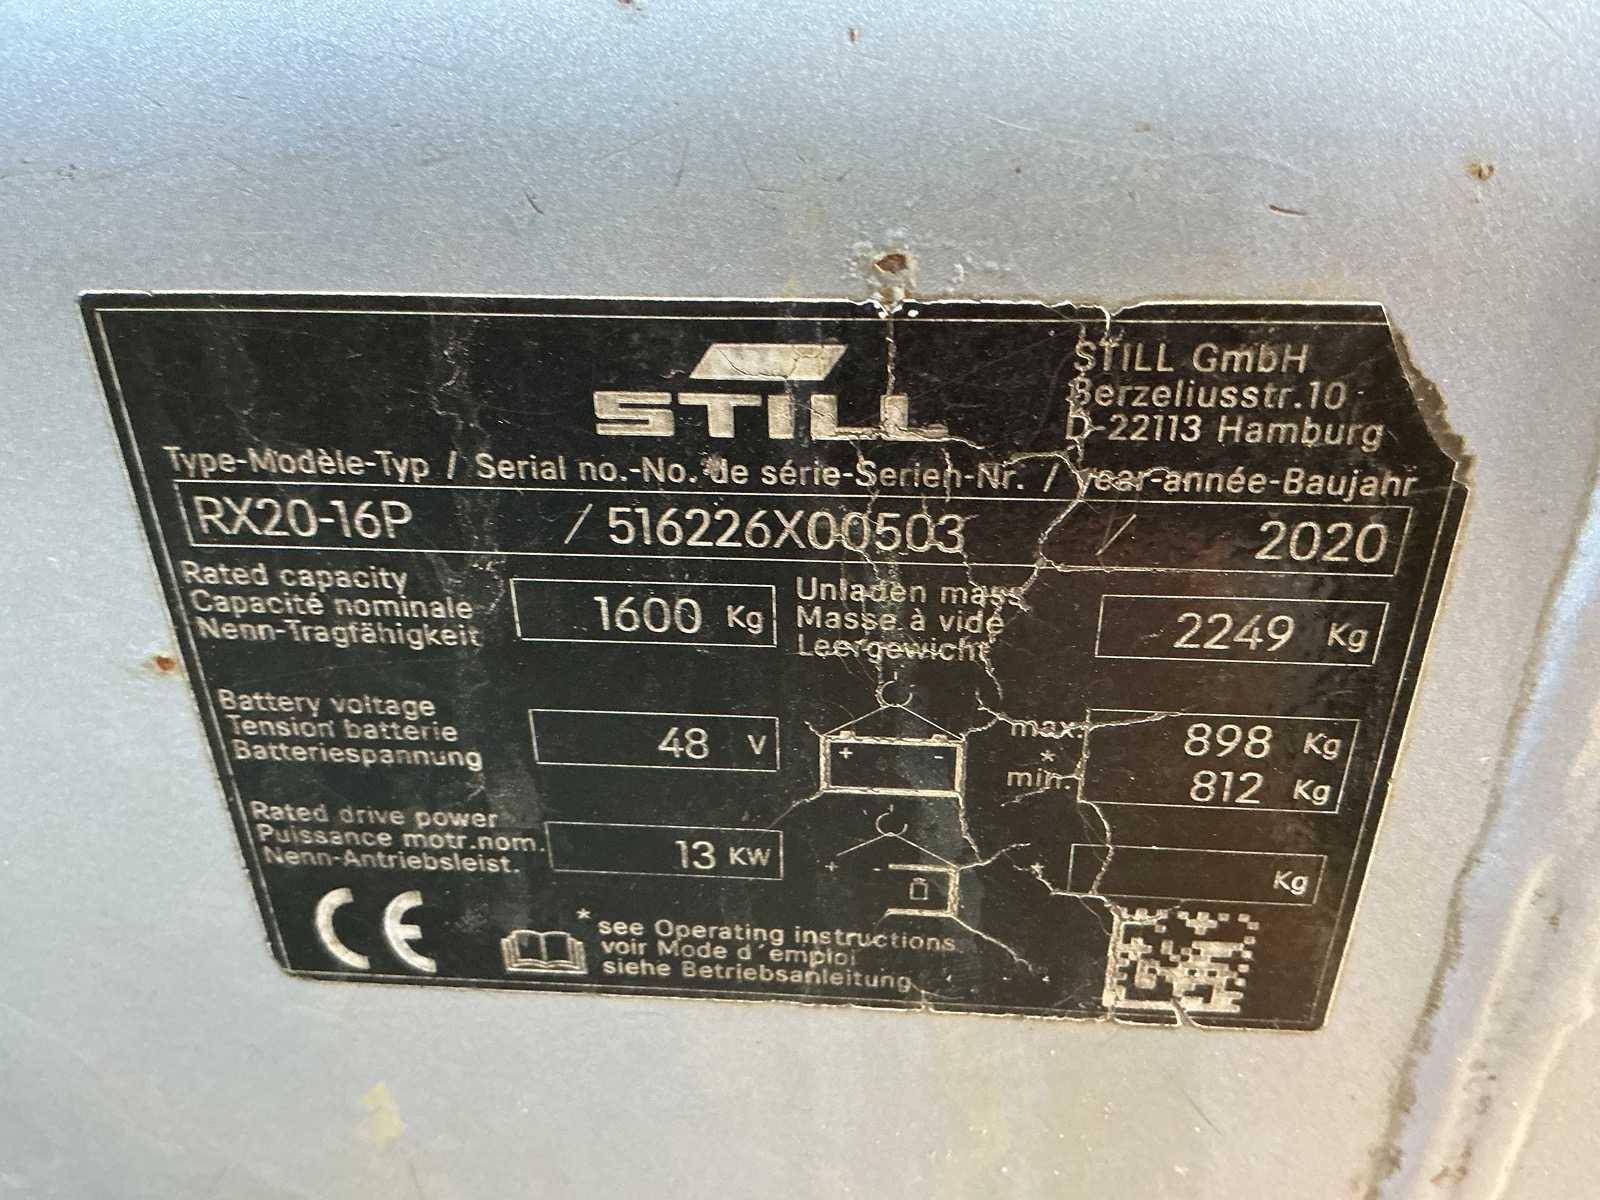 STILL
STILL GmbH
Berzeliusstr.10
D-22113 Hamburg
Type-Modèle-Typ / Serial no.-No. de série-Serien-Nr. / year-année-Baujahr
RX20-16P / 516226X00503 / 2020
Rated capacity
Capacité nominale
Nenn-Tragfähigkeit
1600 Kg
Unladen mass
Masse à vide
Leergewicht
2249 Kg
Battery voltage
Tension batterie
Batteriespannung
48 V
+ -
max.
*
min.
898 Kg
812 Kg
Rated drive power
Puissance motr.nom.
Nenn-Antriebsleist.
13 KW
+
*
Kg
CE
* see Operating instructions
voir Mode d'emploi
siehe Betriebsanleitung